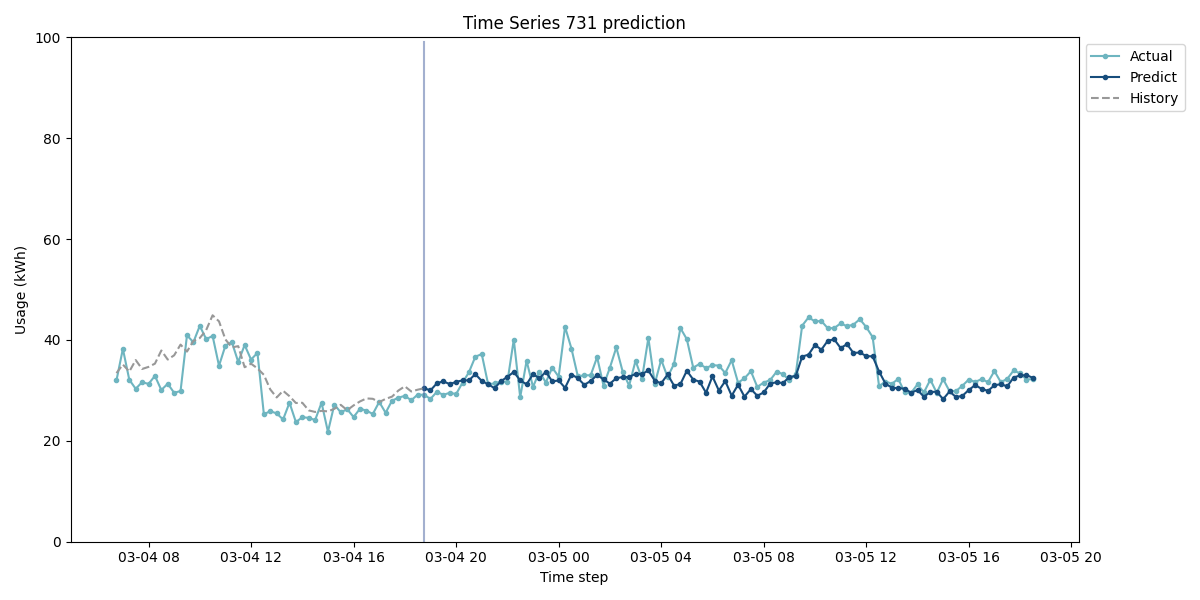 Time Series 731 prediction
100
80
60
40
20
0
Usage (kWh)
03-04 08
03-04 12
03-04 16
03-04 20
03-05 00
03-05 04
03-05 08
03-05 12
03-05 16
03-05 20
Time step
Actual
Predict
History